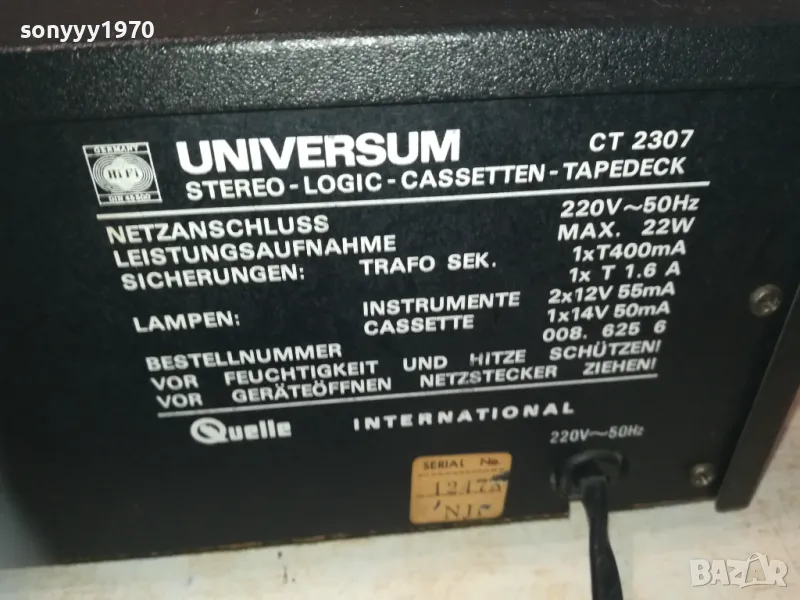 sonyyy1970
GERMANY
HiFi
DIN 45500
UNIVERSUM CT 2307
STEREO-LOGIC-CASSETTEN-TAPEDECK
NETZANSCHLUSS 220V~50Hz
LEISTUNGSAUFNAHME MAX. 22W
SICHERUNGEN: TRAFO SEK. 1xT400mA
1x T 1.6 A
LAMPEN: INSTRUMENTE 2x12V 55mA
CASSETTE 1x14V 50mA
BESTELLNUMMER 008. 625 6
VOR FEUCHTIGKEIT UND HITZE SCHÜTZEN!
VOR GERÄTEÖFFNEN NETZSTECKER ZIEHEN!
Quelle INTERNATIONAL
220V~50Hz
SERIAL No.
BAZAR